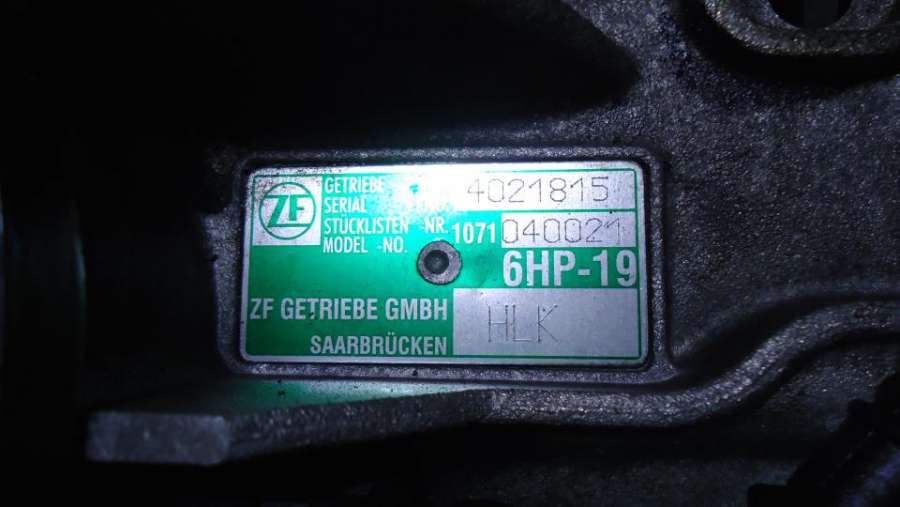 ZF
GETRIEBE 4021815
SERIAL
STÜCKLISTEN -NR. 1071 040021
MODEL -NO.
6HP-19
ZF GETRIEBE GMBH HLK
SAARBRÜCKEN